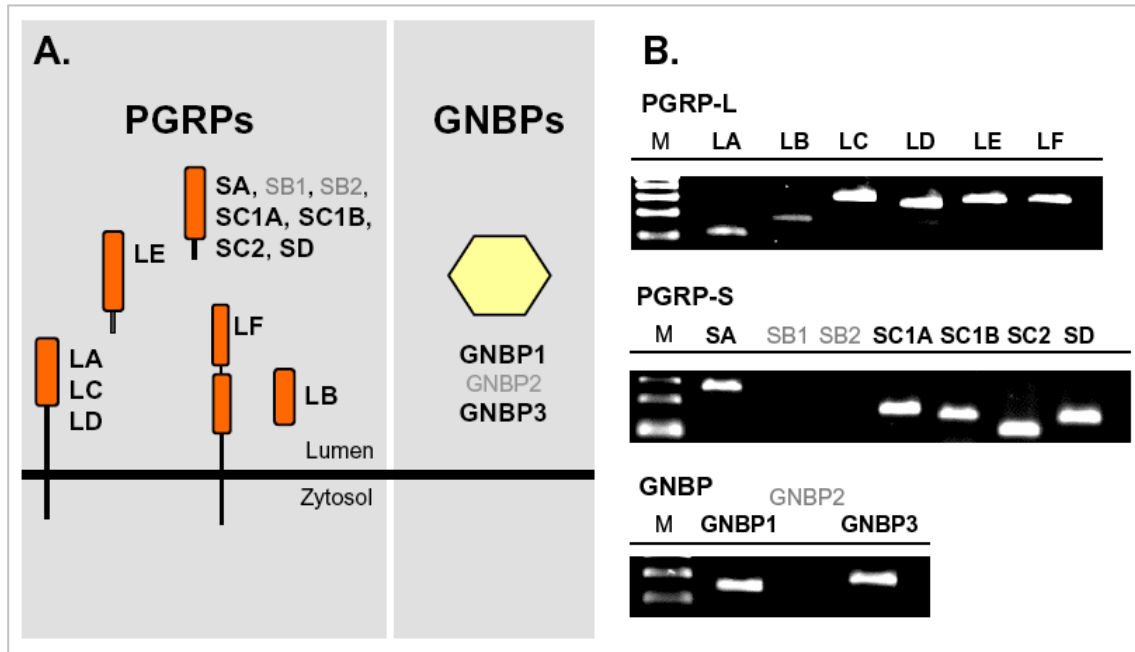 A.
PGRPs
SA, SB1, SB2,
SC1A, SC1B,
SC2, SD
LE
LF
LA
LC
LD
LB
Lumen
Zytosol
GNBPs
GNBP1
GNBP2
GNBP3
B.
PGRP-L
M LA LB LC LD LE LF
PGRP-S
M SA SB1 SB2 SC1A SC1B SC2 SD
GNBP
GNBP2
M GNBP1 GNBP3